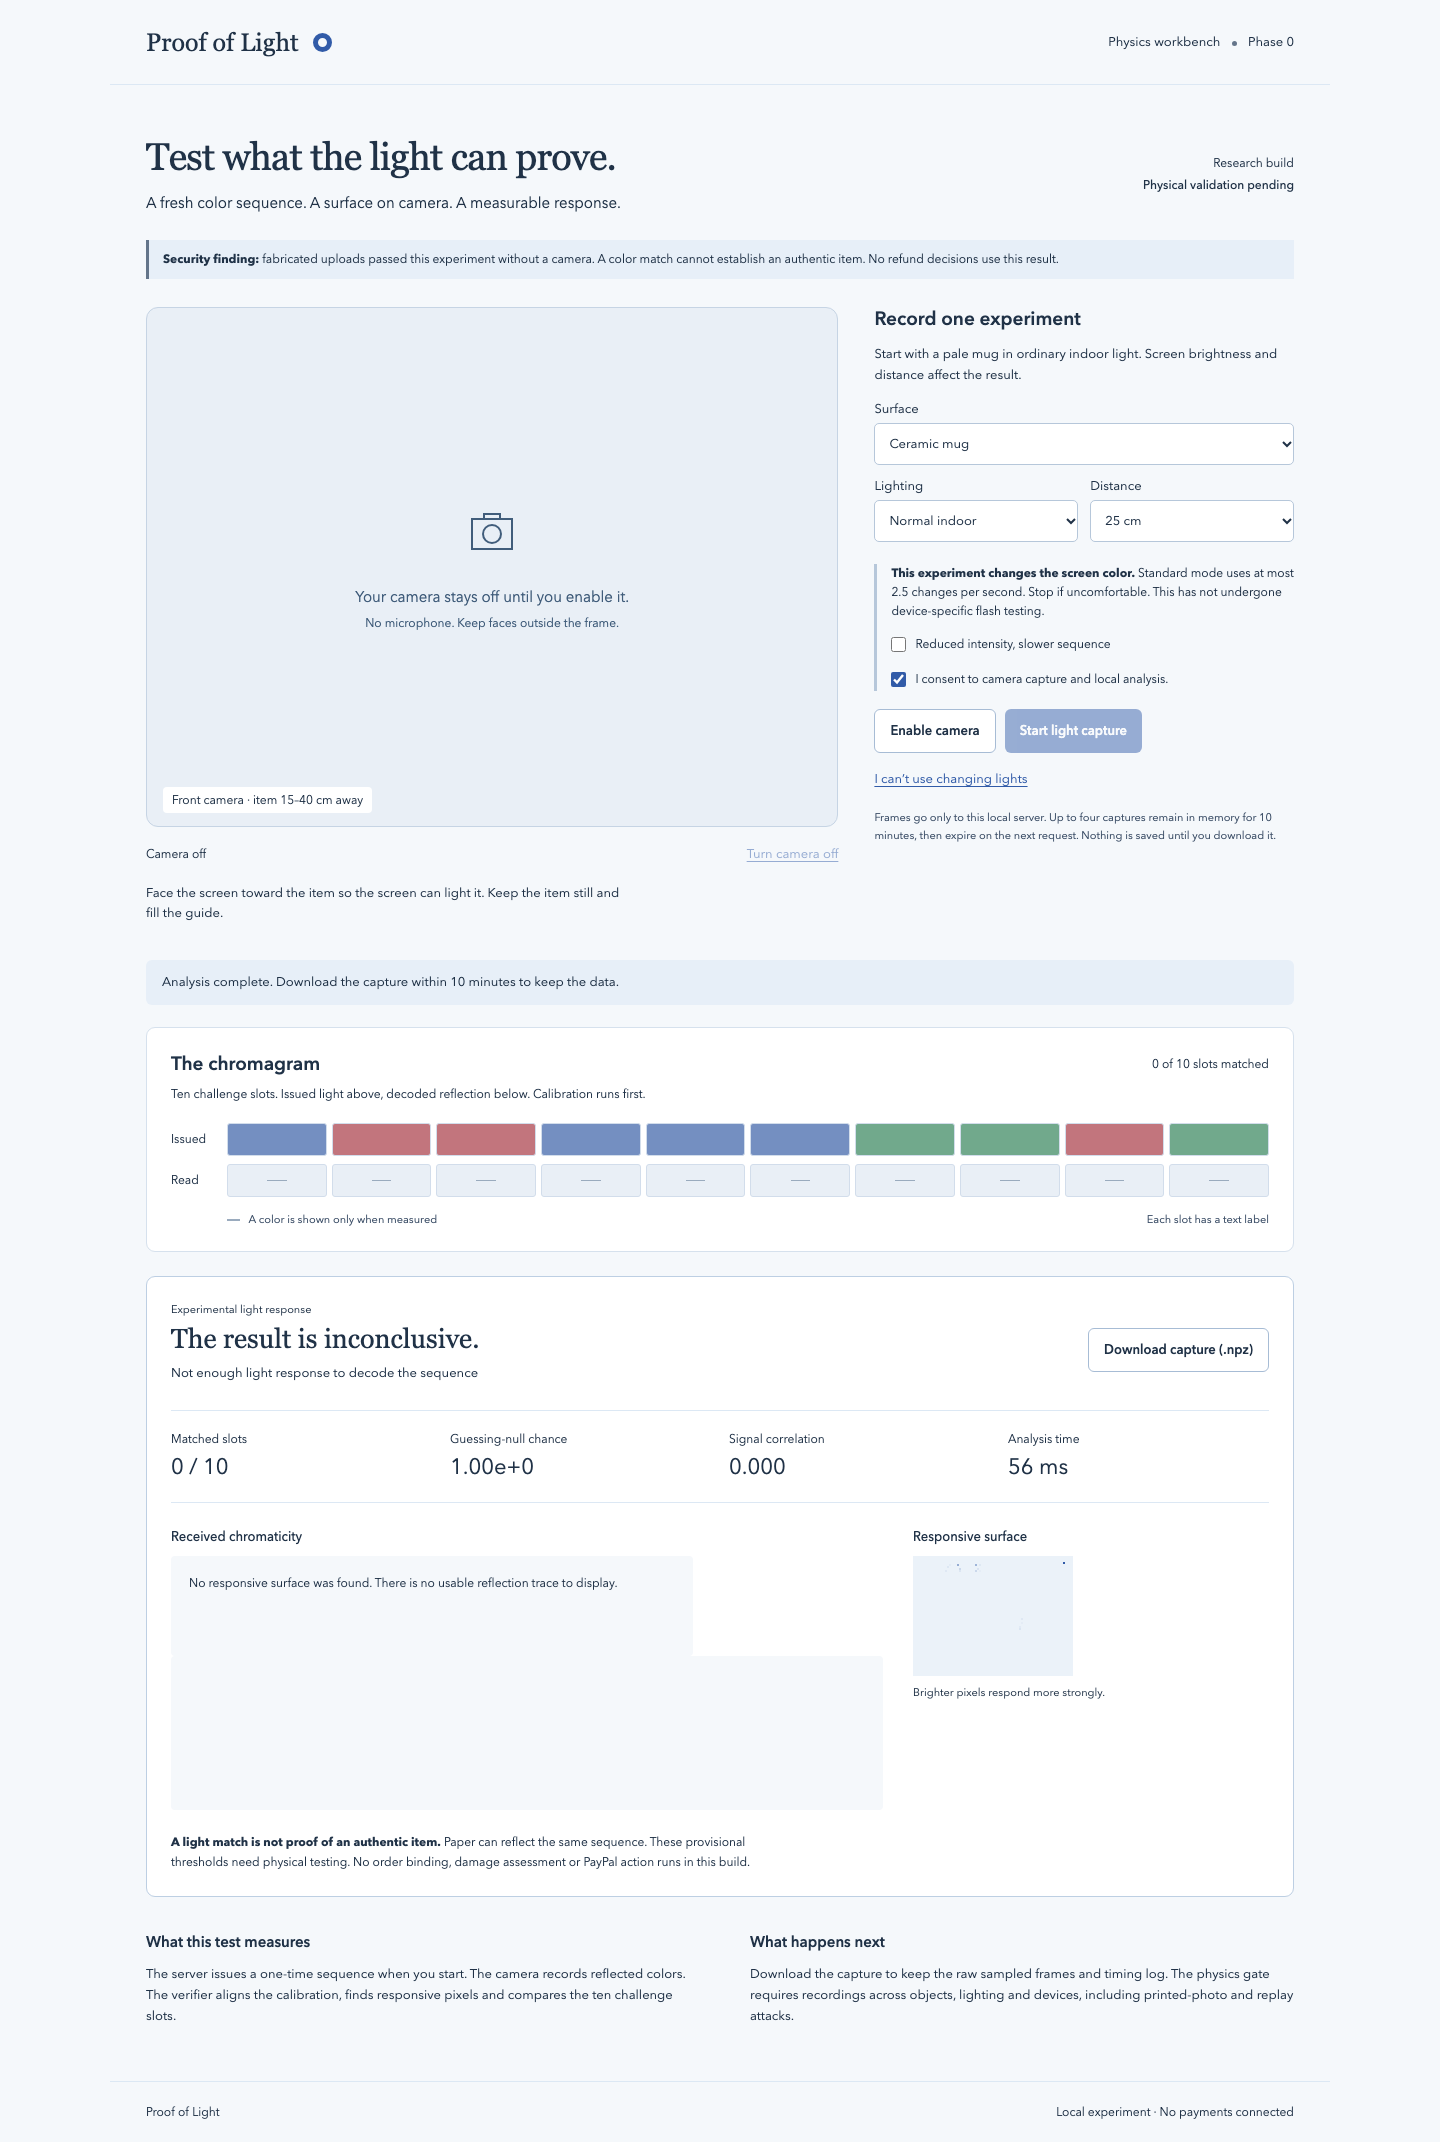 Proof of Light
Physics workbench • Phase 0
Test what the light can prove.
A fresh color sequence. A surface on camera. A measurable response.
Research build
Physical validation pending
Security finding: fabricated uploads passed this experiment without a camera. A color match cannot establish an authentic item. No refund decisions use this result.
Your camera stays off until you enable it.
No microphone. Keep faces outside the frame.
Front camera · item 15–40 cm away
Camera off
Turn camera off
Face the screen toward the item so the screen can light it. Keep the item still and
fill the guide.
Record one experiment
Start with a pale mug in ordinary indoor light. Screen brightness and
distance affect the result.
Surface
Ceramic mug
Lighting
Distance
Normal indoor
25 cm
This experiment changes the screen color. Standard mode uses at most
2.5 changes per second. Stop if uncomfortable. This has not undergone
device-specific flash testing.
Reduced intensity, slower sequence
I consent to camera capture and local analysis.
Enable camera
Start light capture
I can't use changing lights
Frames go only to this local server. Up to four captures remain in memory for 10
minutes, then expire on the next request. Nothing is saved until you download it.
Analysis complete. Download the capture within 10 minutes to keep the data.
The chromagram
0 of 10 slots matched
Ten challenge slots. Issued light above, decoded reflection below. Calibration runs first.
Issued
Read
— A color is shown only when measured
Each slot has a text label
Experimental light response
The result is inconclusive.
Not enough light response to decode the sequence
Download capture (.npz)
Matched slots
0 / 10
Guessing-null chance
1.00e+0
Signal correlation
0.000
Analysis time
56 ms
Received chromaticity
No responsive surface was found. There is no usable reflection trace to display.
Responsive surface
Brighter pixels respond more strongly.
A light match is not proof of an authentic item. Paper can reflect the same sequence. These provisional
thresholds need physical testing. No order binding, damage assessment or PayPal action runs in this build.
What this test measures
The server issues a one-time sequence when you start. The camera records reflected colors.
The verifier aligns the calibration, finds responsive pixels and compares the ten challenge
slots.
What happens next
Download the capture to keep the raw sampled frames and timing log. The physics gate
requires recordings across objects, lighting and devices, including printed-photo and replay
attacks.
Proof of Light
Local experiment · No payments connected